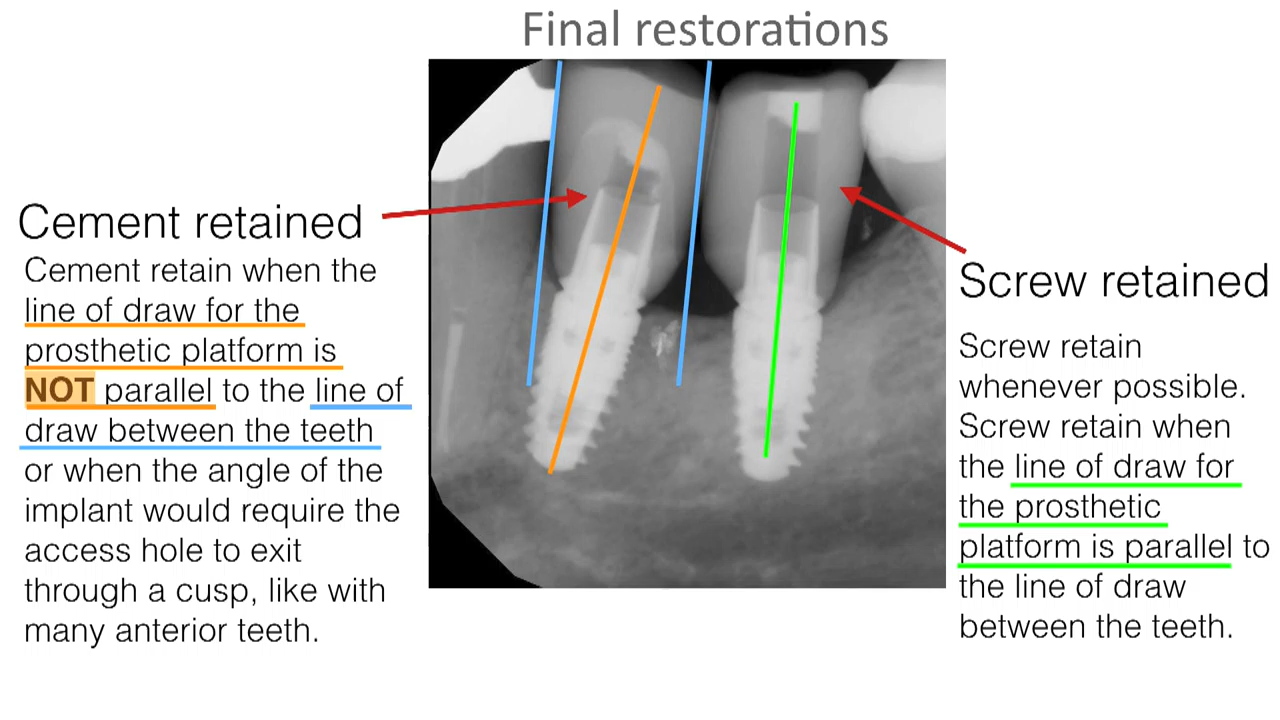 Final restorations
Cement retained
Cement retain when the
line of draw for the
prosthetic platform is
NOT parallel to the line of
draw between the teeth
or when the angle of the
implant would require the
access hole to exit
through a cusp, like with
many anterior teeth.
Screw retained
Screw retain
whenever possible.
Screw retain when
the line of draw for
the prosthetic
platform is parallel to
the line of draw
between the teeth.